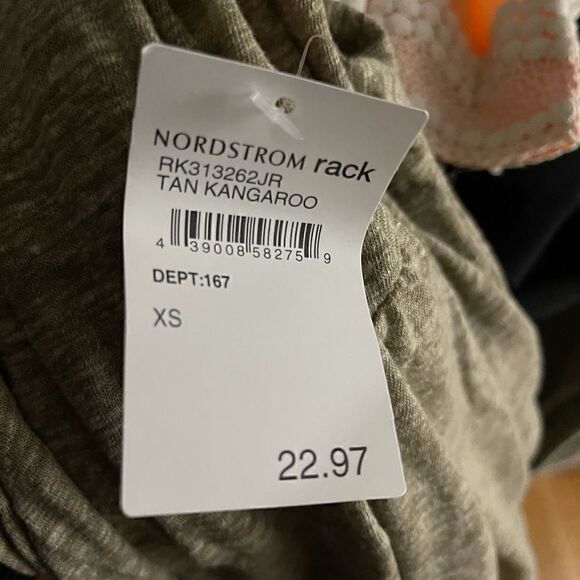 NORDSTROM rack
RK313262JR
TAN KANGAROO
4 39008 58275 9
DEPT:167
XS
22.97